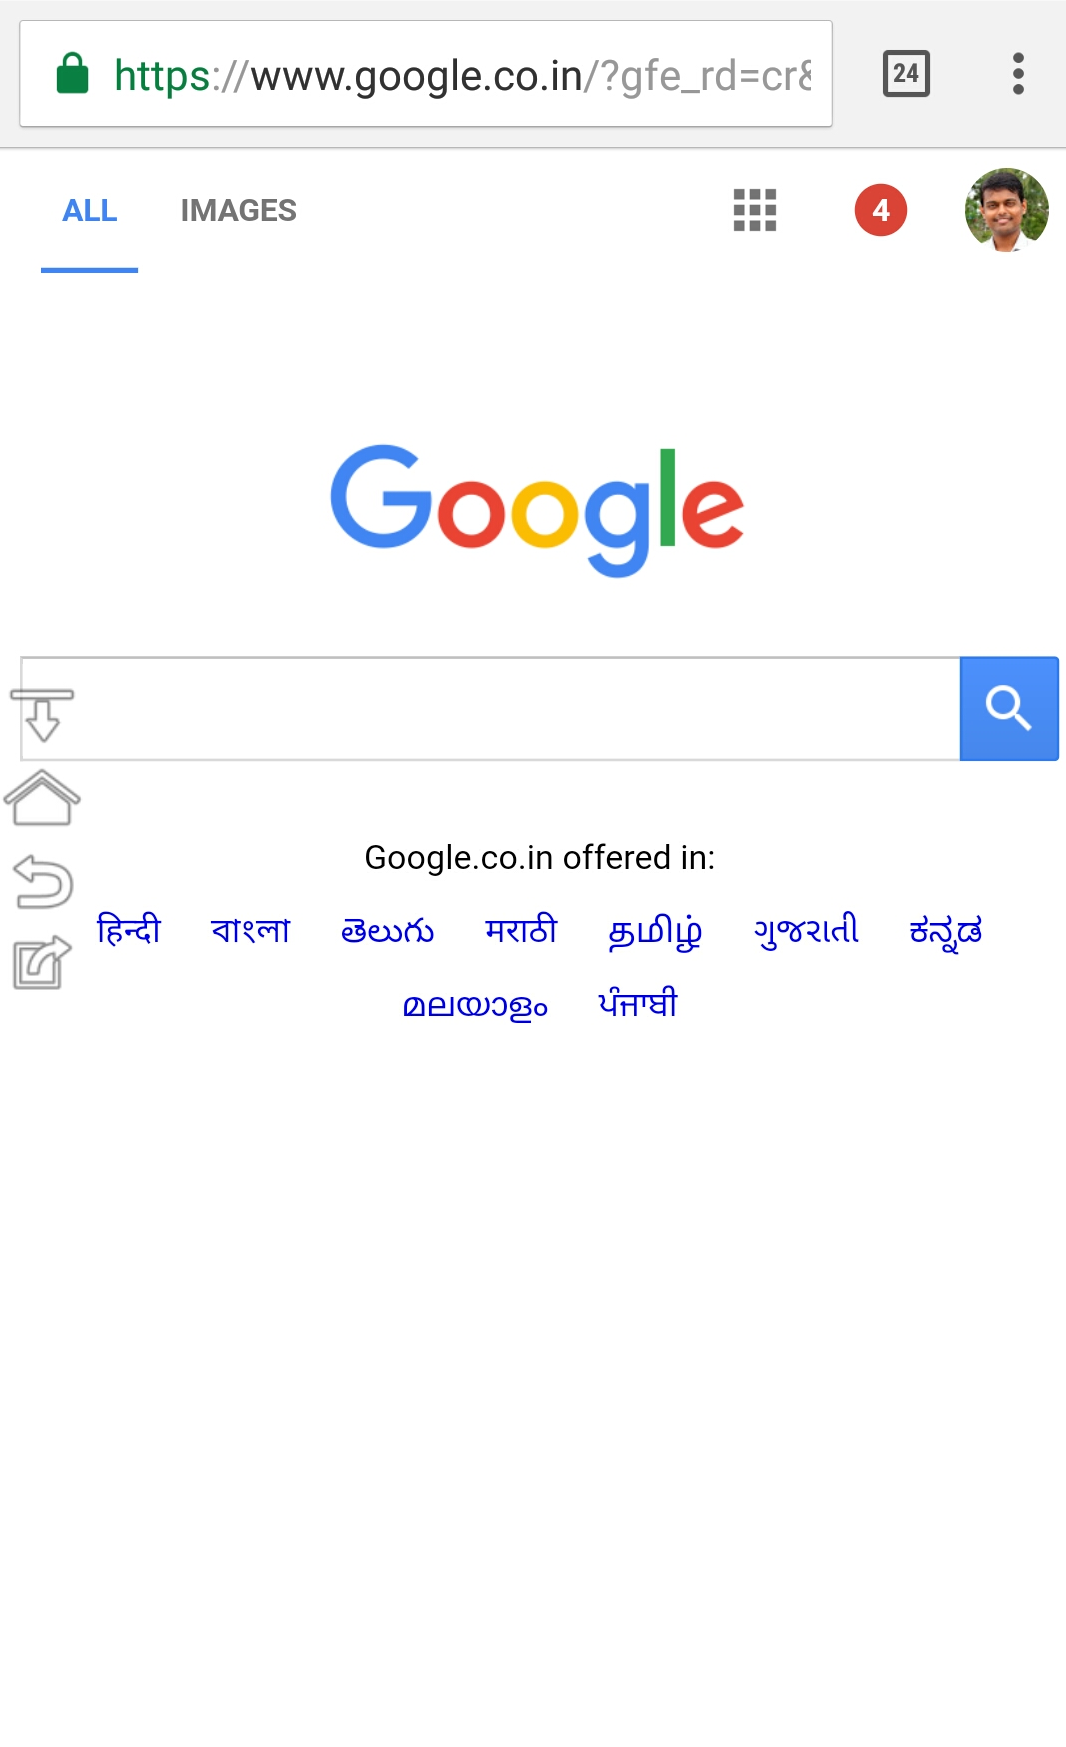 https://www.google.co.in/?gfe_rd=cr& 24
ALL IMAGES 4
Google
Google.co.in offered in:
हिन्दी বাংলা తెలుగు मराठी தமிழ் ગુજરાતી ಕನ್ನಡ
മലയാളം ਪੰਜਾਬੀ